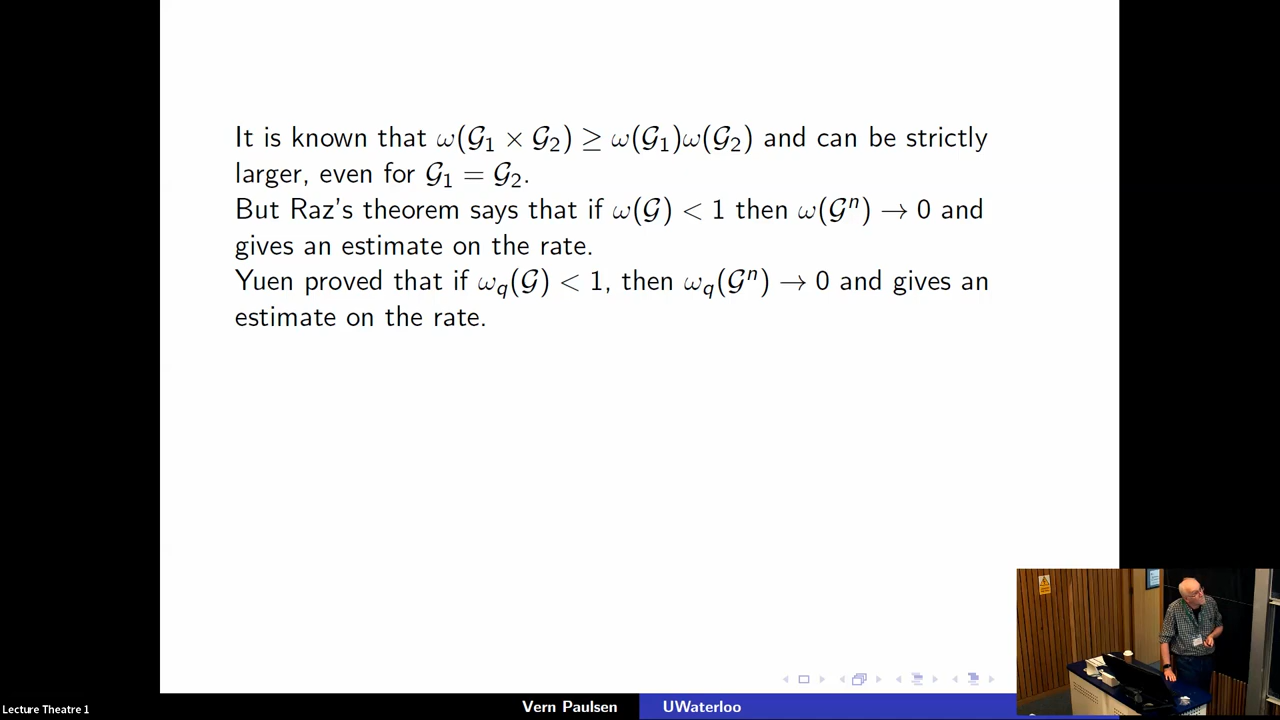 It is known that ω(𝒢₁ × 𝒢₂) ≥ ω(𝒢₁)ω(𝒢₂) and can be strictly
larger, even for 𝒢₁ = 𝒢₂.
But Raz's theorem says that if ω(𝒢) < 1 then ω(𝒢ⁿ) → 0 and
gives an estimate on the rate.
Yuen proved that if ω_q(𝒢) < 1, then ω_q(𝒢ⁿ) → 0 and gives an
estimate on the rate.
Vern Paulsen UWaterloo
Lecture Theatre 1